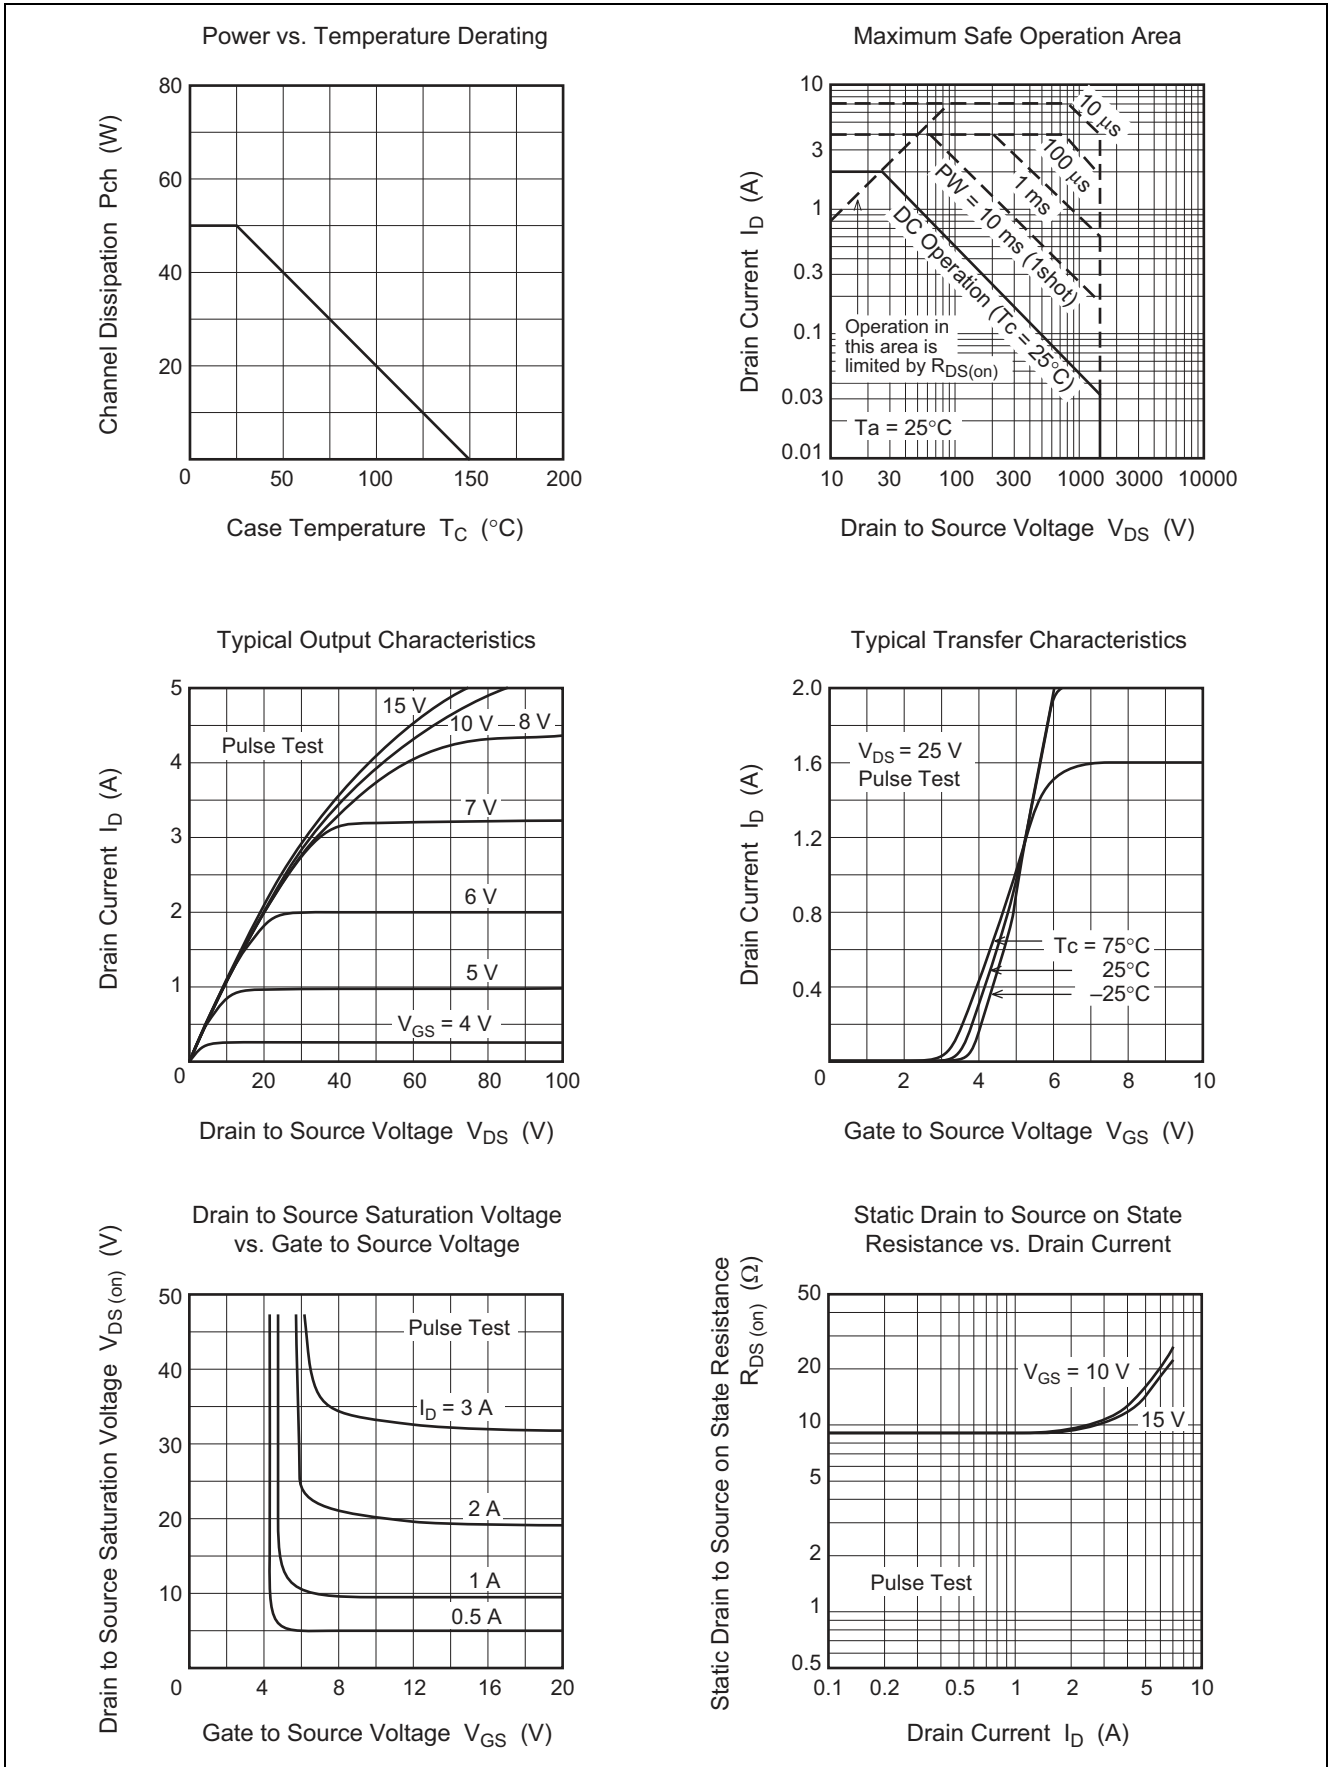 Power vs. Temperature Derating
Channel Dissipation Pch (W)
80
60
40
20
0
50
100
150
200
Case Temperature TC (°C)
Maximum Safe Operation Area
Drain Current ID (A)
10
3
1
0.3
0.1
0.03
0.01
10 μs
100 μs
1 ms
PW = 10 ms (1shot)
DC Operation (Tc = 25°C)
Operation in
this area is
limited by RDS(on)
Ta = 25°C
10
30
100
300
1000
3000
10000
Drain to Source Voltage VDS (V)
Typical Output Characteristics
Drain Current ID (A)
5
4
3
2
1
0
15 V
10 V
8 V
Pulse Test
7 V
6 V
5 V
VGS = 4 V
20
40
60
80
100
Drain to Source Voltage VDS (V)
Typical Transfer Characteristics
Drain Current ID (A)
2.0
1.6
1.2
0.8
0.4
0
VDS = 25 V
Pulse Test
Tc = 75°C
25°C
–25°C
2
4
6
8
10
Gate to Source Voltage VGS (V)
Drain to Source Saturation Voltage
vs. Gate to Source Voltage
Drain to Source Saturation Voltage VDS (on) (V)
50
40
30
20
10
0
Pulse Test
ID = 3 A
2 A
1 A
0.5 A
4
8
12
16
20
Gate to Source Voltage VGS (V)
Static Drain to Source on State
Resistance vs. Drain Current
Static Drain to Source on State Resistance
RDS (on) (Ω)
50
20
10
5
2
1
0.5
VGS = 10 V
15 V
Pulse Test
0.1
0.2
0.5
1
2
5
10
Drain Current ID (A)